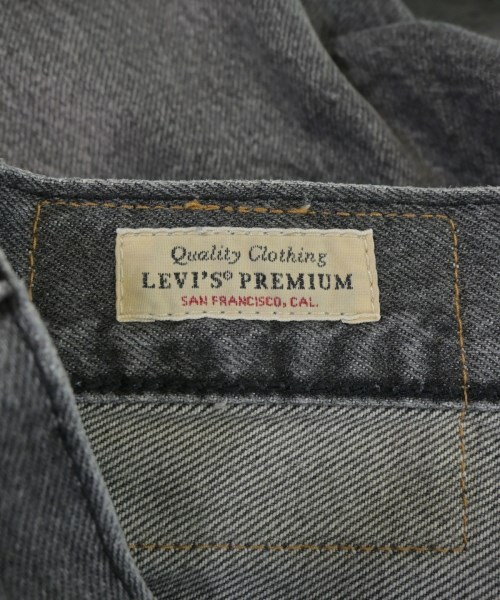 Quality Clothing
LEVI'S® PREMIUM
SAN FRANCISCO, CAL.